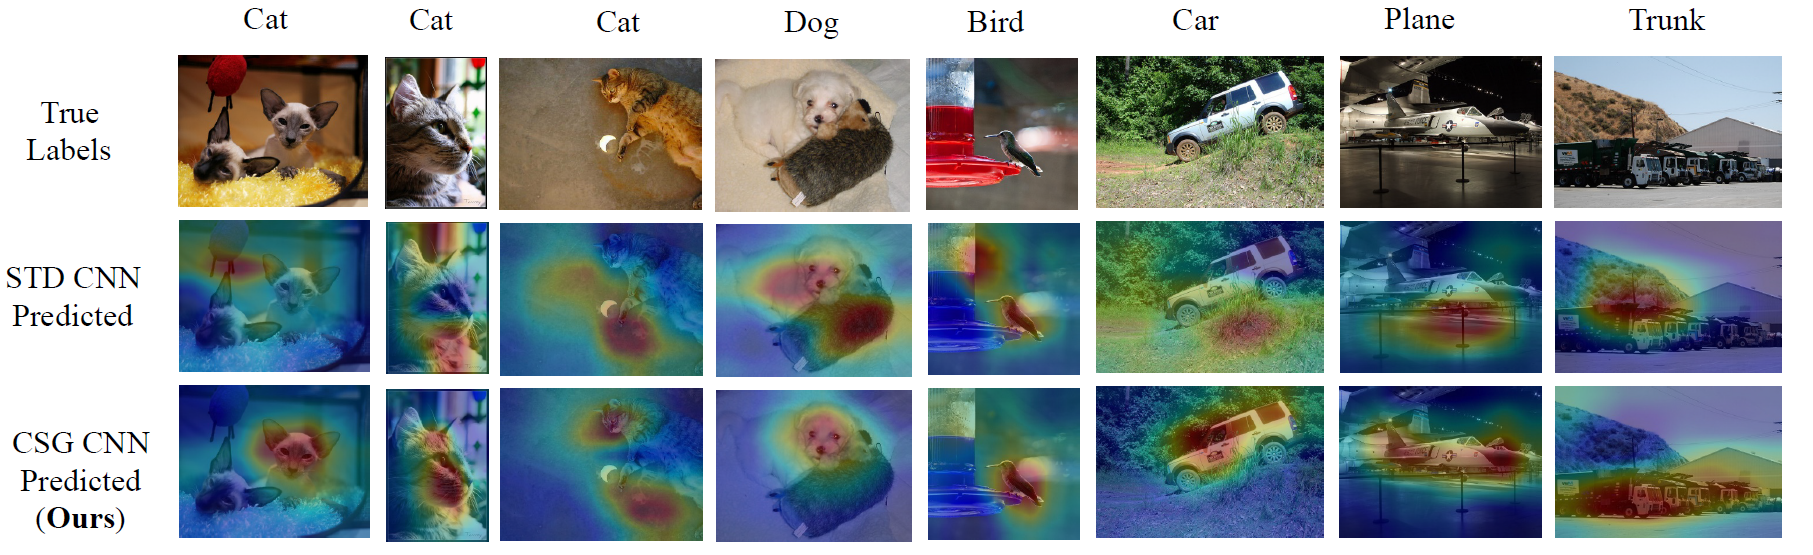 Cat Cat Cat Dog Bird Car Plane Trunk
True
Labels
STD CNN
Predicted
CSG CNN
Predicted
(Ours)